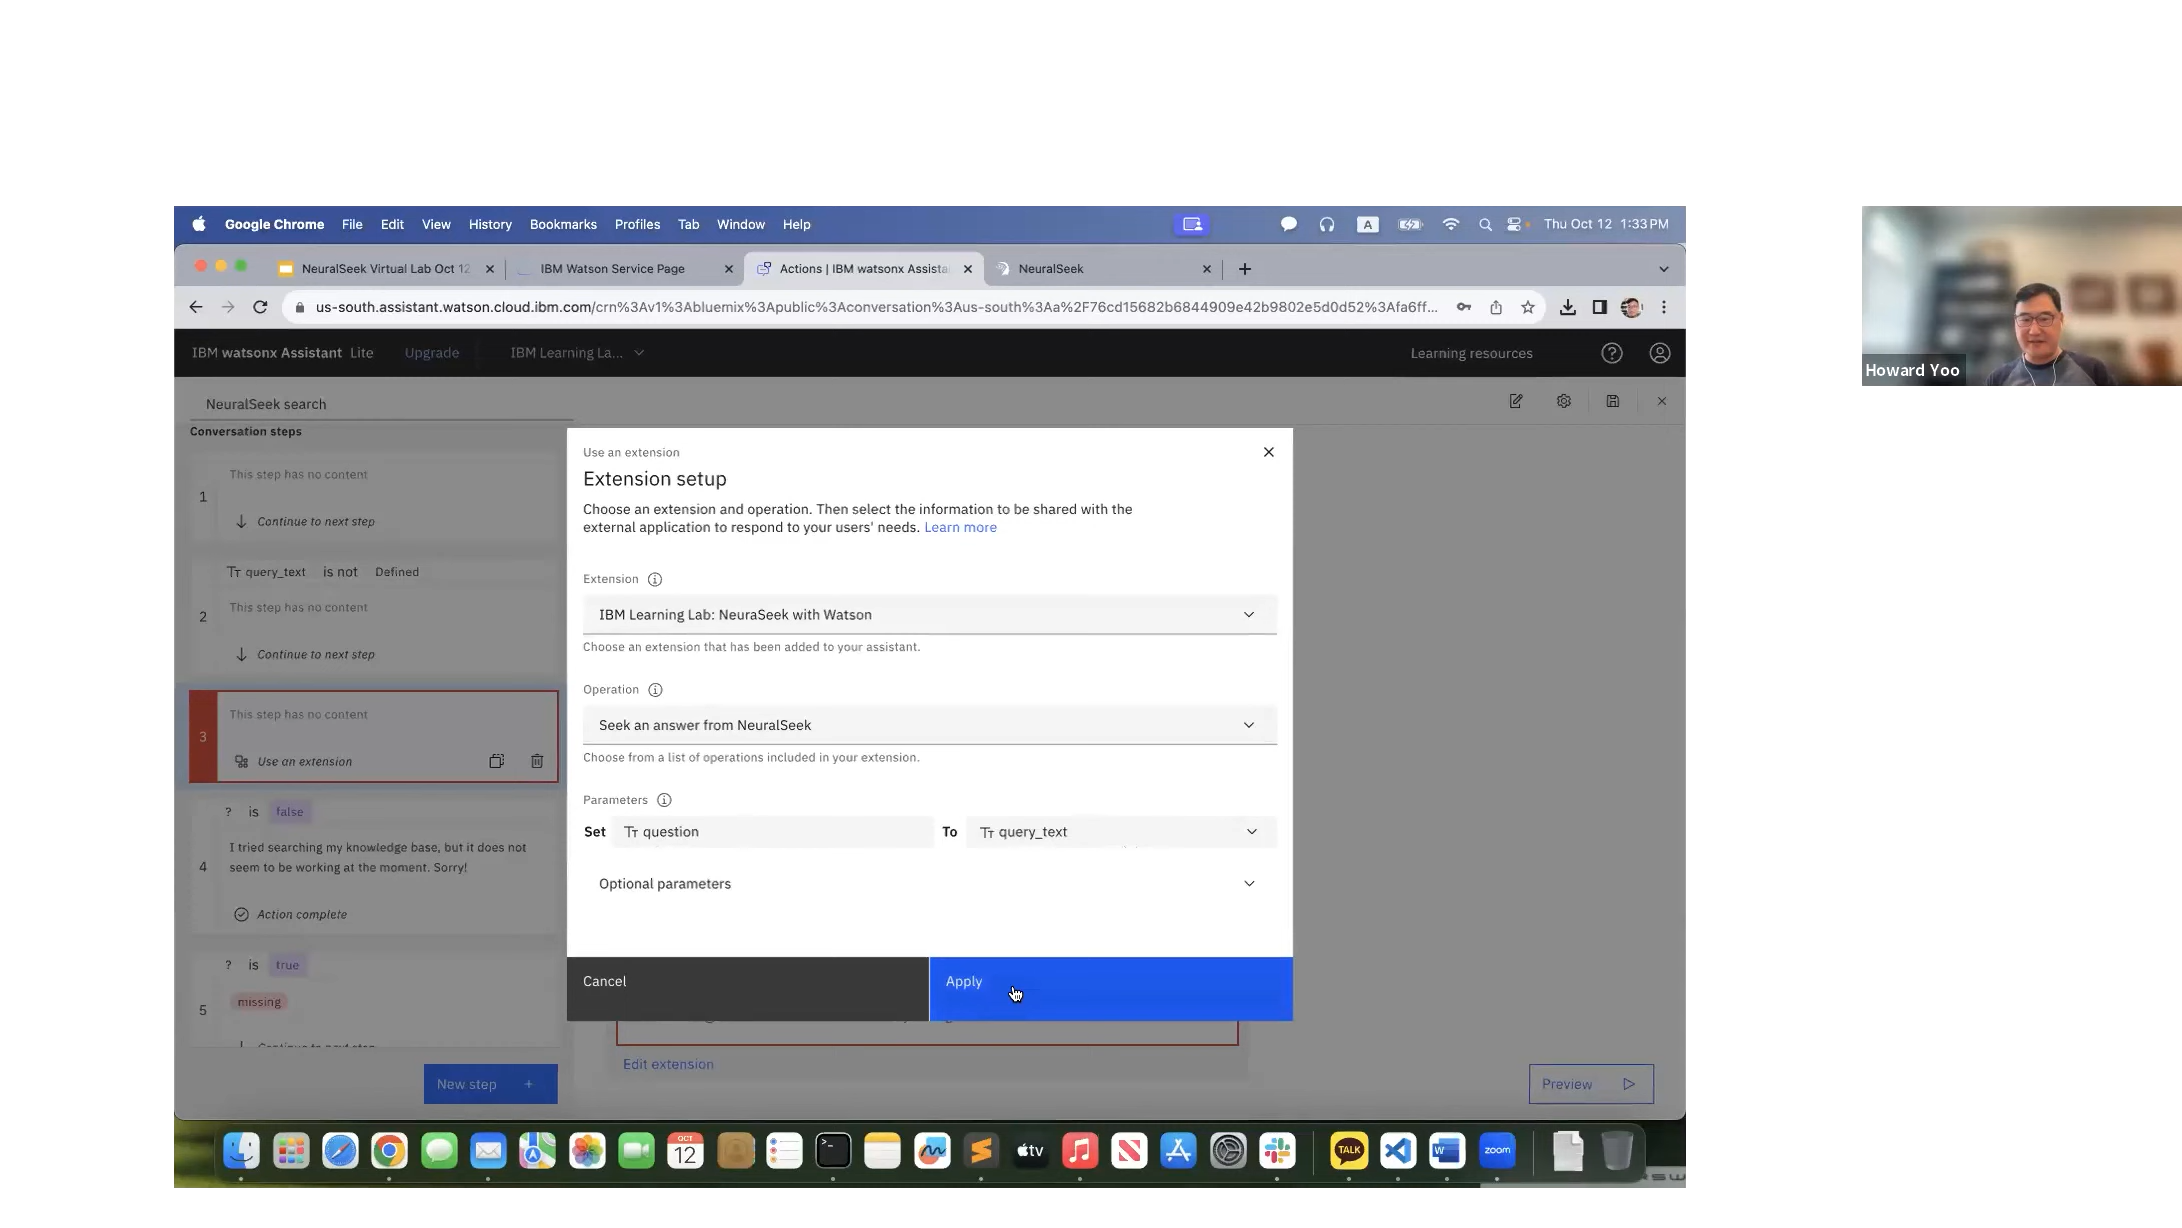 Google Chrome File Edit View History Bookmarks Profiles Tab Window Help
A
Thu Oct 12 1:33 PM
NeuralSeek Virtual Lab Oct 12
IBM Watson Service Page
Actions | IBM watsonx Assista
NeuralSeek
us-south.assistant.watson.cloud.ibm.com/crn%3Av1%3Abluemix%3Apublic%3Aconversation%3Aus-south%3Aa%2F76cd15682b6844909e42b9802e5d0d52%3Afa6ff...
IBM watsonx Assistant Lite Upgrade IBM Learning La... Learning resources
Howard Yoo
NeuralSeek search
Conversation steps
This step has no content
1
Continue to next step
query_text is not Defined
This step has no content
2
Continue to next step
This step has no content
3
Use an extension
? is false
I tried searching my knowledge base, but it does not
seem to be working at the moment. Sorry!
4
Action complete
? is true
missing
5
Continue to next step
New step +
Use an extension
Extension setup
Choose an extension and operation. Then select the information to be shared with the
external application to respond to your users' needs. Learn more
Extension
IBM Learning Lab: NeuraSeek with Watson
Choose an extension that has been added to your assistant.
Operation
Seek an answer from NeuralSeek
Choose from a list of operations included in your extension.
Parameters
Set Tт question To Tт query_text
Optional parameters
Cancel
Apply
Edit extension
Preview
OCT
12
tv
TALK
W
zoom